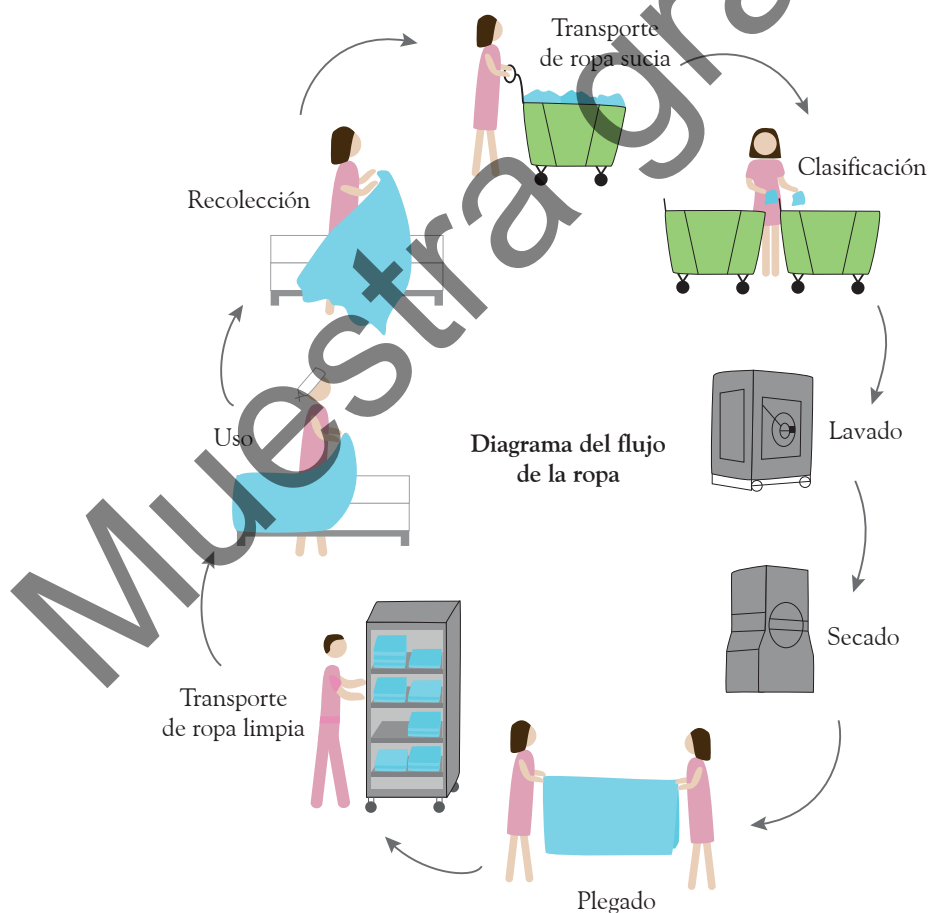 Transporte
de ropa sucia
Clasificación
Recolección
Lavado
Uso
Diagrama del flujo
de la ropa
Secado
Transporte
de ropa limpia
Plegado
Muestra gra